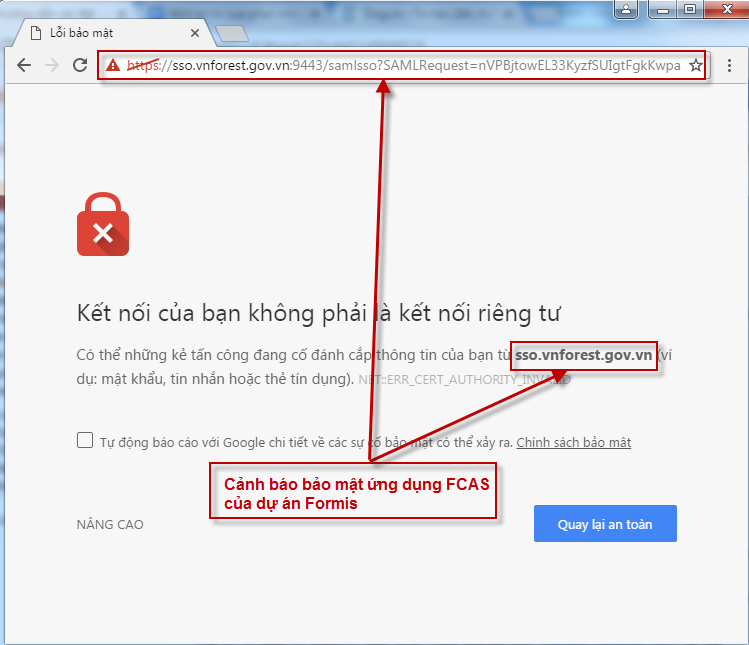 Lỗi bảo mật
https://sso.vnforest.gov.vn:9443/samlsso?SAMLRequest=nVPBjtowEL33KyzfSUIgtFgkKwpa
Kết nối của bạn không phải là kết nối riêng tư
Có thể những kẻ tấn công đang cố đánh cắp thông tin của bạn từ sso.vnforest.gov.vn (ví
dụ: mật khẩu, tin nhắn hoặc thẻ tín dụng). NET::ERR_CERT_AUTHORITY_INVALID
Tự động báo cáo với Google chi tiết về các sự cố bảo mật có thể xảy ra. Chính sách bảo mật
Cảnh báo bảo mật ứng dụng FCAS
của dự án Formis
NÂNG CAO
Quay lại an toàn